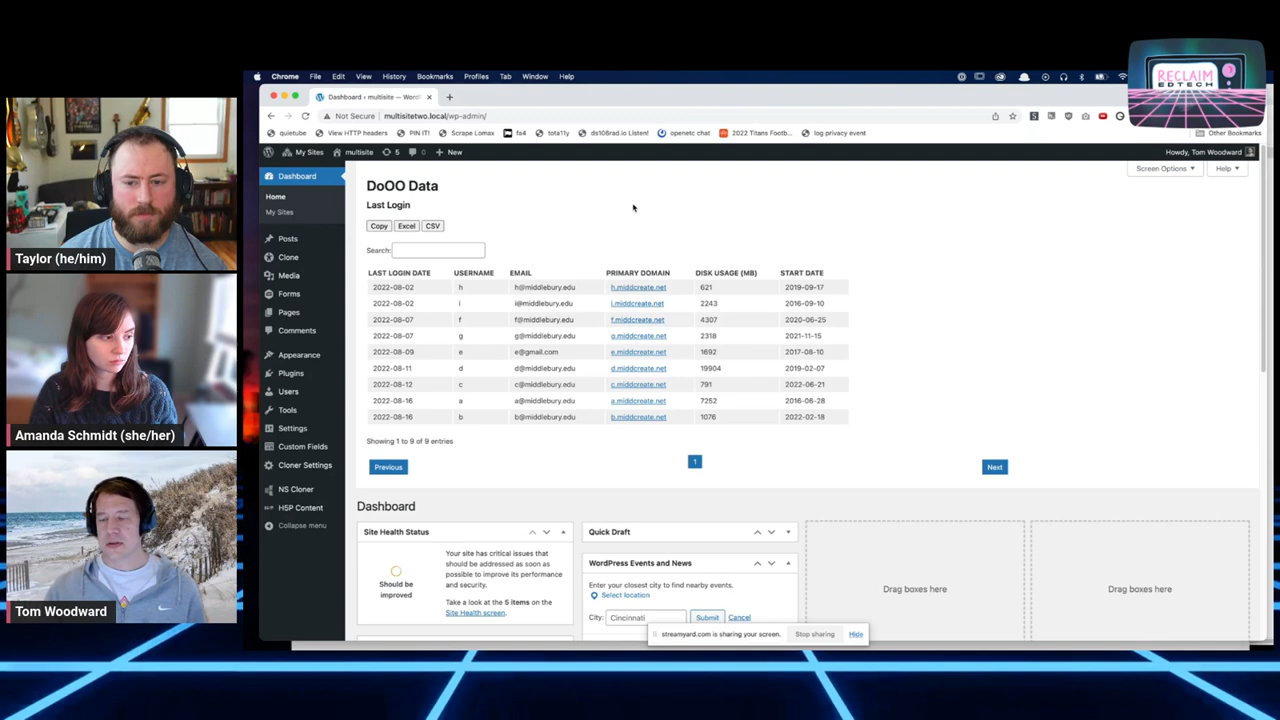 RECLAIM
EDTECH
Chrome File Edit View History Bookmarks Profiles Tab Window Help
Dashboard ‹ multisite — Word
Not Secure multisitetwo.local/wp-admin/
quietube View HTTP headers PIN IT! Scrape Lomax fa4 tota11y ds106rad.io Listen! openetc chat 2022 Titans Footb... log privacy event Other Bookmarks
My Sites multisite 5 0 New Howdy, Tom Woodward
Screen Options Help
Dashboard
Home
My Sites
Posts
Clone
Media
Forms
Pages
Comments
Appearance
Plugins
Users
Tools
Settings
Custom Fields
Cloner Settings
NS Cloner
H5P Content
Collapse menu
DoOO Data
Last Login
Copy Excel CSV
Search:
LAST LOGIN DATE USERNAME EMAIL PRIMARY DOMAIN DISK USAGE (MB) START DATE
2022-08-02 h h@middlebury.edu h.middcreate.net 621 2019-09-17
2022-08-02 i i@middlebury.edu i.middcreate.net 2243 2016-09-10
2022-08-07 f f@middlebury.edu f.middcreate.net 4307 2020-06-25
2022-08-07 g g@middlebury.edu g.middcreate.net 2318 2021-11-15
2022-08-09 e e@gmail.com e.middcreate.net 1692 2017-08-10
2022-08-11 d d@middlebury.edu d.middcreate.net 19904 2019-02-07
2022-08-12 c c@middlebury.edu c.middcreate.net 791 2022-06-21
2022-08-16 a a@middlebury.edu a.middcreate.net 7252 2016-06-28
2022-08-16 b b@middlebury.edu b.middcreate.net 1076 2022-02-18
Showing 1 to 9 of 9 entries
Previous 1 Next
Dashboard
Site Health Status
Should be
improved
Your site has critical issues that
should be addressed as soon as
possible to improve its performance
and security.
Take a look at the 5 items on the
Site Health screen.
Quick Draft
WordPress Events and News
Enter your closest city to find nearby events.
Select location
City: Cincinnati Submit Cancel
Drag boxes here
Drag boxes here
streamyard.com is sharing your screen. Stop sharing Hide
Taylor (he/him)
Amanda Schmidt (she/her)
Tom Woodward